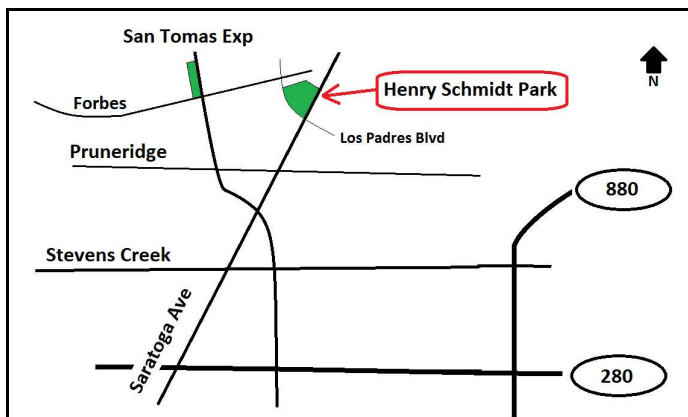 San Tomas Exp
N
Henry Schmidt Park
Forbes
Los Padres Blvd
Pruneridge
880
Stevens Creek
Saratoga Ave
280